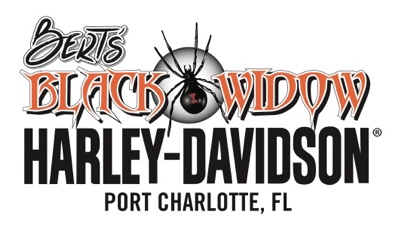 BERT'S
BLACK WIDOW
HARLEY-DAVIDSON®
PORT CHARLOTTE, FL